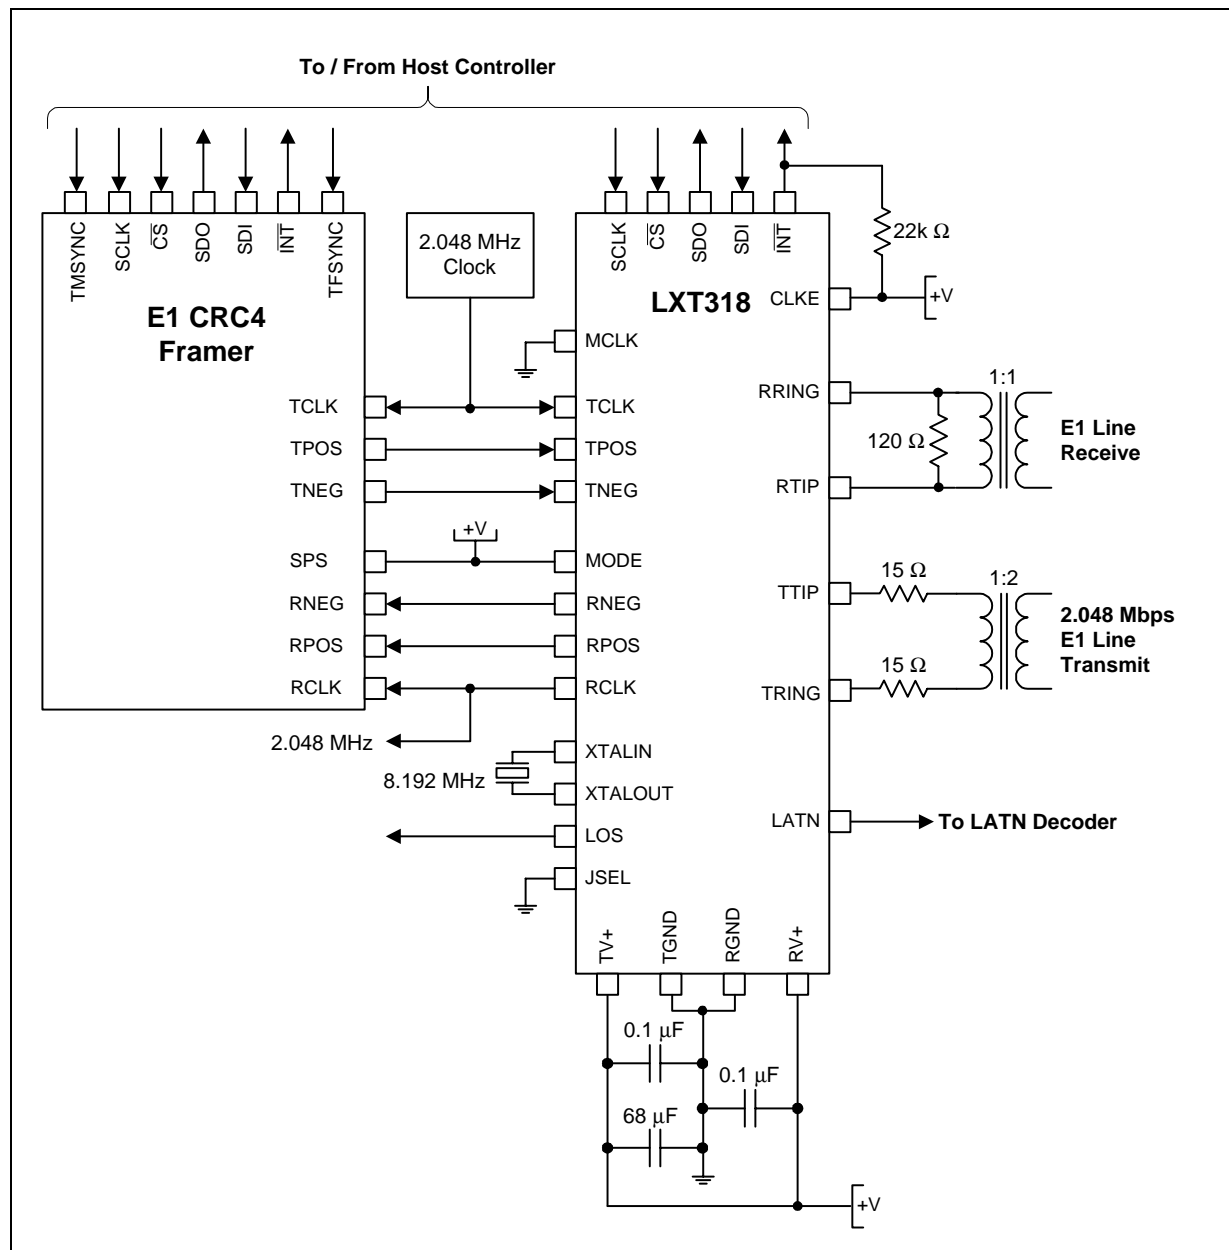 To / From Host Controller
TMSYNC
SCLK
CS
SDO
SDI
INT
TFSYNC
E1 CRC4
Framer
2.048 MHz
Clock
SCLK
CS
SDO
SDI
INT
22k Ω
LXT318
CLKE
+V
MCLK
RRING
1:1
TCLK
TCLK
120 Ω
E1 Line
Receive
TPOS
TPOS
TNEG
TNEG
RTIP
+V
SPS
MODE
TTIP
15 Ω
1:2
RNEG
RNEG
2.048 Mbps
E1 Line
Transmit
RPOS
RPOS
15 Ω
RCLK
RCLK
TRING
2.048 MHz
XTALIN
8.192 MHz
XTALOUT
LATN
To LATN Decoder
LOS
JSEL
TV+
TGND
RGND
RV+
0.1 μF
0.1 μF
68 μF
+V